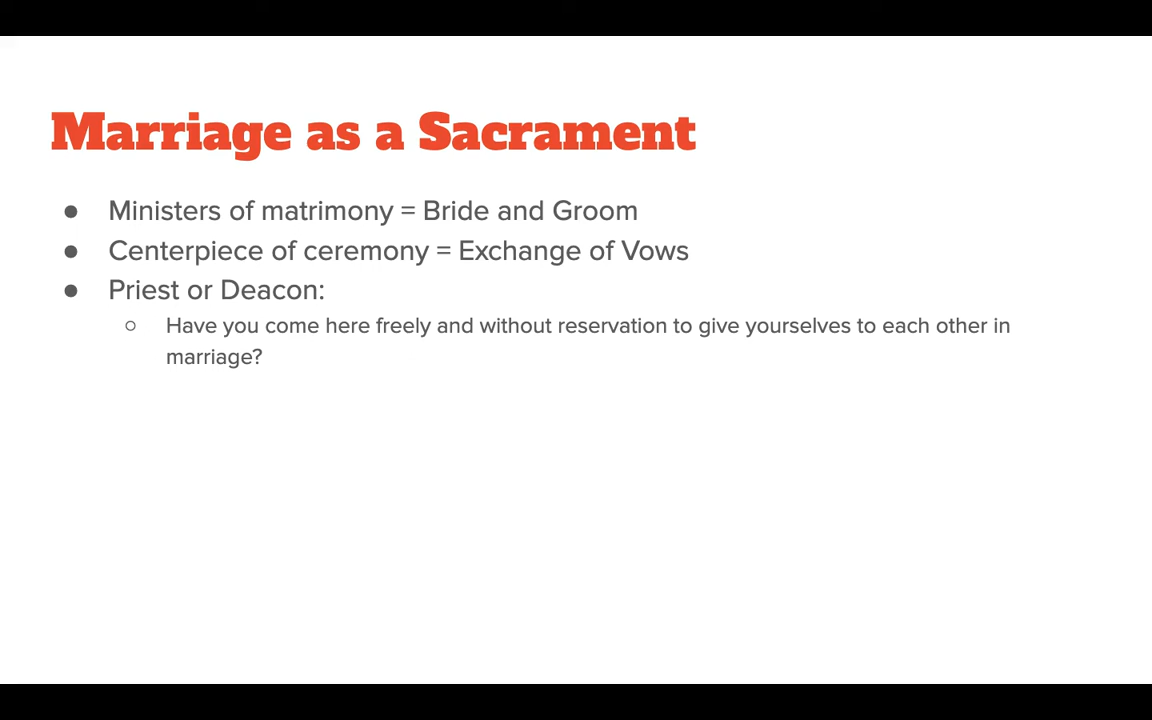 Marriage as a Sacrament
● Ministers of matrimony = Bride and Groom
● Centerpiece of ceremony = Exchange of Vows
● Priest or Deacon:
○ Have you come here freely and without reservation to give yourselves to each other in
marriage?